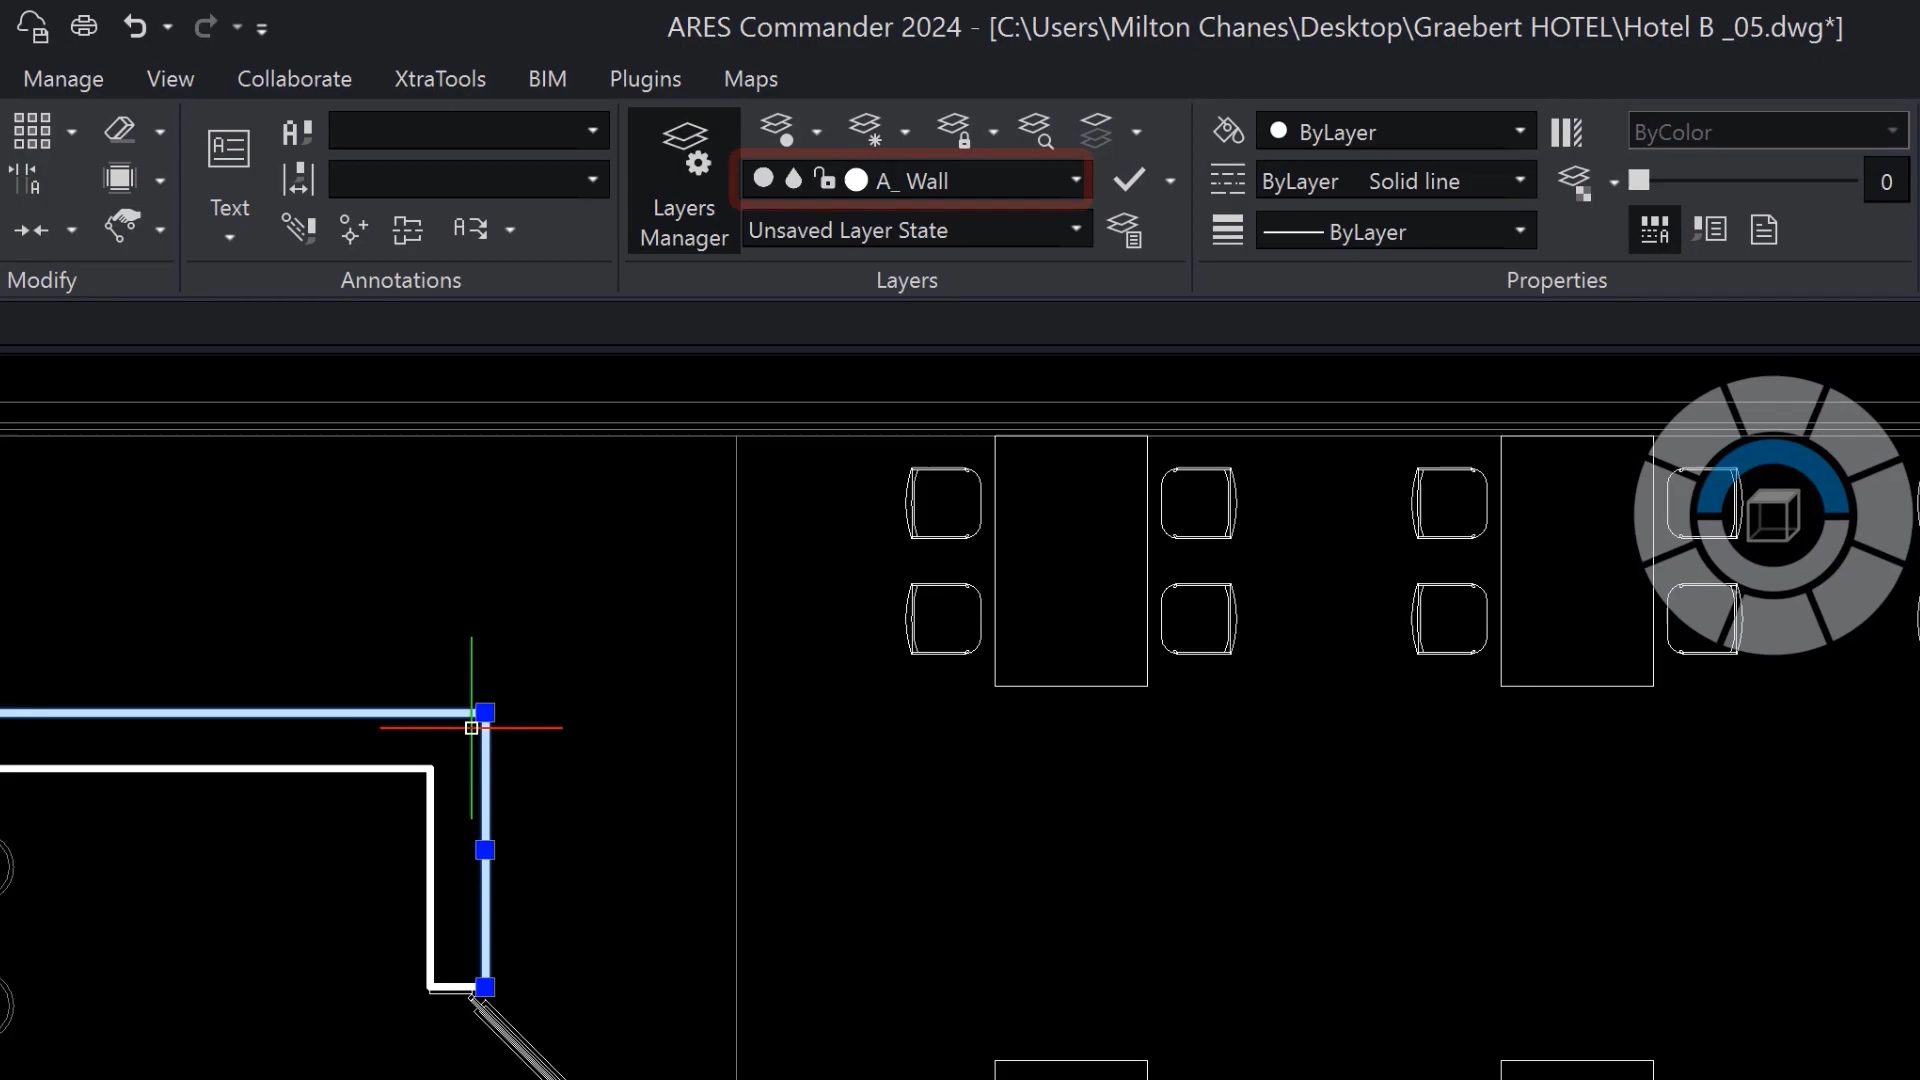 ARES Commander 2024 - [C:\Users\Milton Chanes\Desktop\Graebert HOTEL\Hotel B _05.dwg*]
Manage View Collaborate XtraTools BIM Plugins Maps
ByLayer ByColor
A_ Wall ByLayer Solid line 0
Text Layers
Manager Unsaved Layer State ByLayer
Modify Annotations Layers Properties